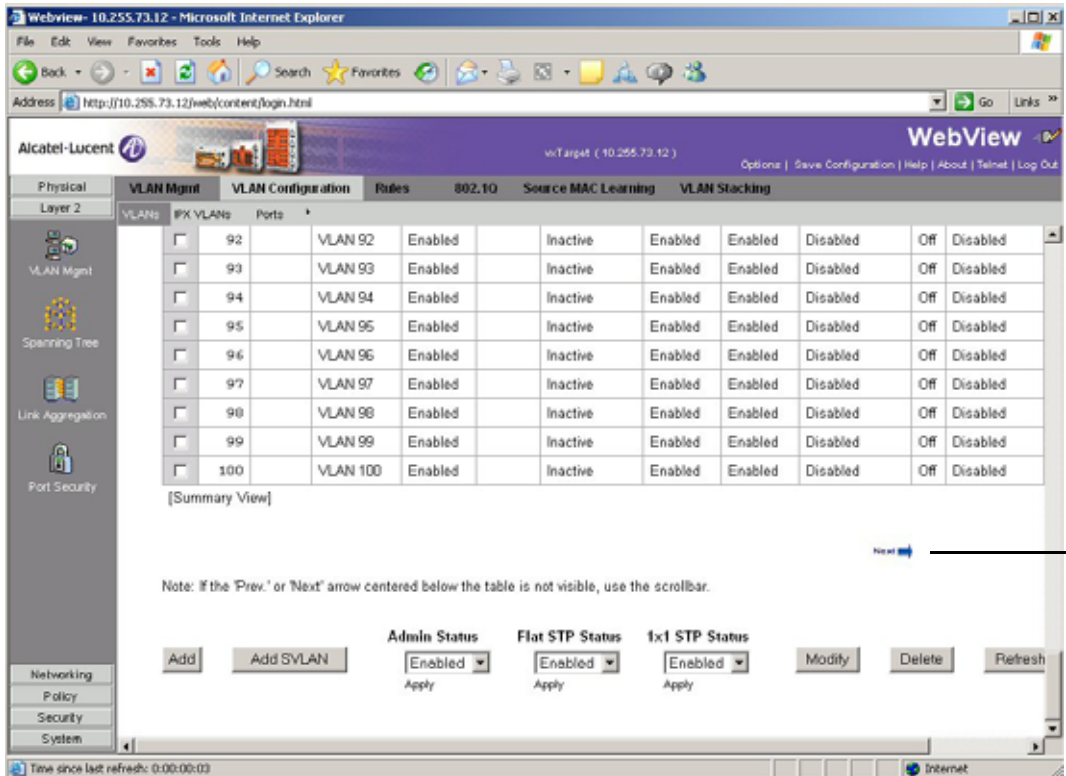 Webview- 10.255.73.12 - Microsoft Internet Explorer
File Edit View Favorites Tools Help
Back Search Favorites
Address http://10.255.73.12/web/content/login.html Go Links »
Alcatel-Lucent vxTarget ( 10.255.73.12 ) WebView
Options | Save Configuration | Help | About | Telnet | Log Out
Physical VLAN Mgmt VLAN Configuration Rules 802.1Q Source MAC Learning VLAN Stacking
Layer 2 VLANs IPX VLANs Ports
92 VLAN 92 Enabled Inactive Enabled Enabled Disabled Off Disabled
93 VLAN 93 Enabled Inactive Enabled Enabled Disabled Off Disabled
94 VLAN 94 Enabled Inactive Enabled Enabled Disabled Off Disabled
95 VLAN 95 Enabled Inactive Enabled Enabled Disabled Off Disabled
96 VLAN 96 Enabled Inactive Enabled Enabled Disabled Off Disabled
97 VLAN 97 Enabled Inactive Enabled Enabled Disabled Off Disabled
98 VLAN 98 Enabled Inactive Enabled Enabled Disabled Off Disabled
99 VLAN 99 Enabled Inactive Enabled Enabled Disabled Off Disabled
100 VLAN 100 Enabled Inactive Enabled Enabled Disabled Off Disabled
VLAN Mgmt
Spanning Tree
Link Aggregation
Port Security
[Summary View]
Next
Note: If the 'Prev.' or 'Next' arrow centered below the table is not visible, use the scrollbar.
Admin Status Flat STP Status 1x1 STP Status
Add Add SVLAN Enabled Enabled Enabled Modify Delete Refresh
Apply Apply Apply
Networking
Policy
Security
System
Time since last refresh: 0:00:00:03 Internet